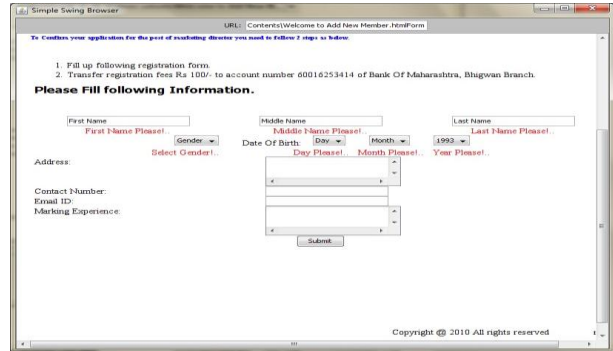 Simple Swing Browser
URL: Contents\Welcome to Add New Member.htmForm
To Confirm your application for the post of marketing director you need to follow 2 steps as below.
1. Fill up following registration form.
2. Transfer registration fees Rs 100/- to account number 60016253414 of Bank Of Maharashtra, Bhigwan Branch.
Please Fill following Information.
First Name Middle Name Last Name
First Name Please!.. Middle Name Please!.. Last Name Please!..
Gender Date Of Birth: Day Month 1993
Select Gender!.. Day Please!.. Month Please!.. Year Please!..
Address:
Contact Number:
Email ID:
Marking Experience:
Submit
Copyright @ 2010 All rights reserved